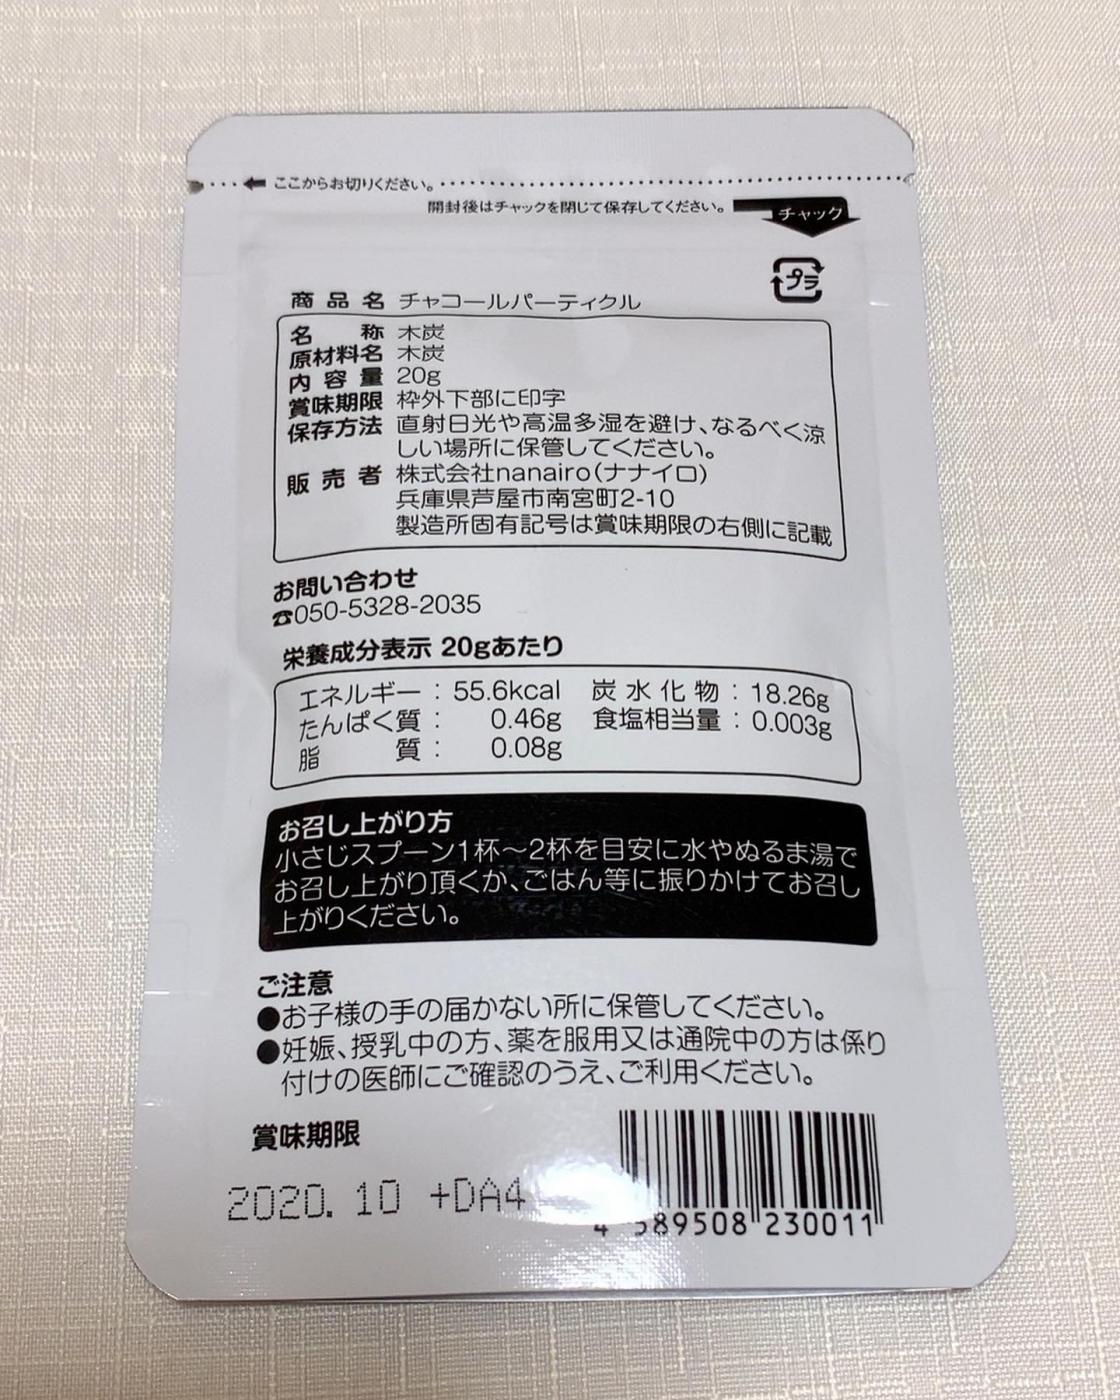 ここからお切りください。
開封後はチャックを閉じて保存してください。 チャック
プラ
商品名 チャコールパーティクル
名称 木炭
原材料名 木炭
内容量 20g
賞味期限 枠外下部に印字
保存方法 直射日光や高温多湿を避け、なるべく涼
しい場所に保管してください。
販売者 株式会社nanairo(ナナイロ)
兵庫県芦屋市南宮町2-10
製造所固有記号は賞味期限の右側に記載
お問い合わせ
☎050-5328-2035
栄養成分表示 20gあたり
エネルギー：55.6kcal 炭水化物：18.26g
たんぱく質：0.46g 食塩相当量：0.003g
脂質：0.08g
お召し上がり方
小さじスプーン1杯〜2杯を目安に水やぬるま湯で
お召し上がり頂くか、ごはん等に振りかけてお召し
上がりください。
ご注意
●お子様の手の届かない所に保管してください。
●妊娠、授乳中の方、薬を服用又は通院中の方は係り
付けの医師にご確認のうえ、ご利用ください。
賞味期限
2020. 10 +DA4
4 589508 230011